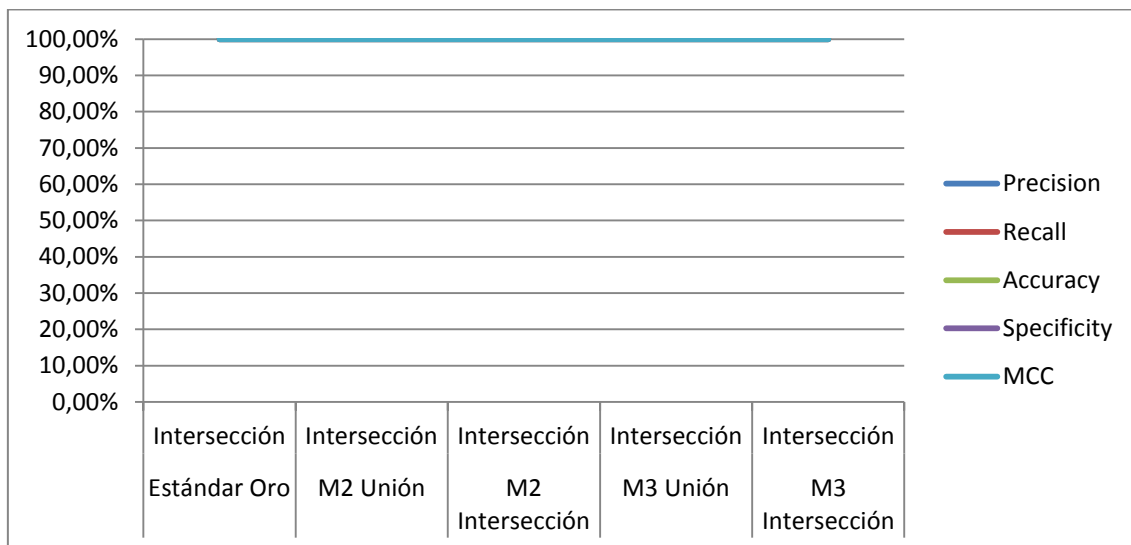 100,00%
90,00%
80,00%
70,00%
60,00%
50,00%
40,00%
30,00%
20,00%
10,00%
0,00%
Intersección Intersección Intersección Intersección Intersección
Estándar Oro M2 Unión M2 M3 Unión M3
Intersección Intersección
Precision
Recall
Accuracy
Specificity
MCC